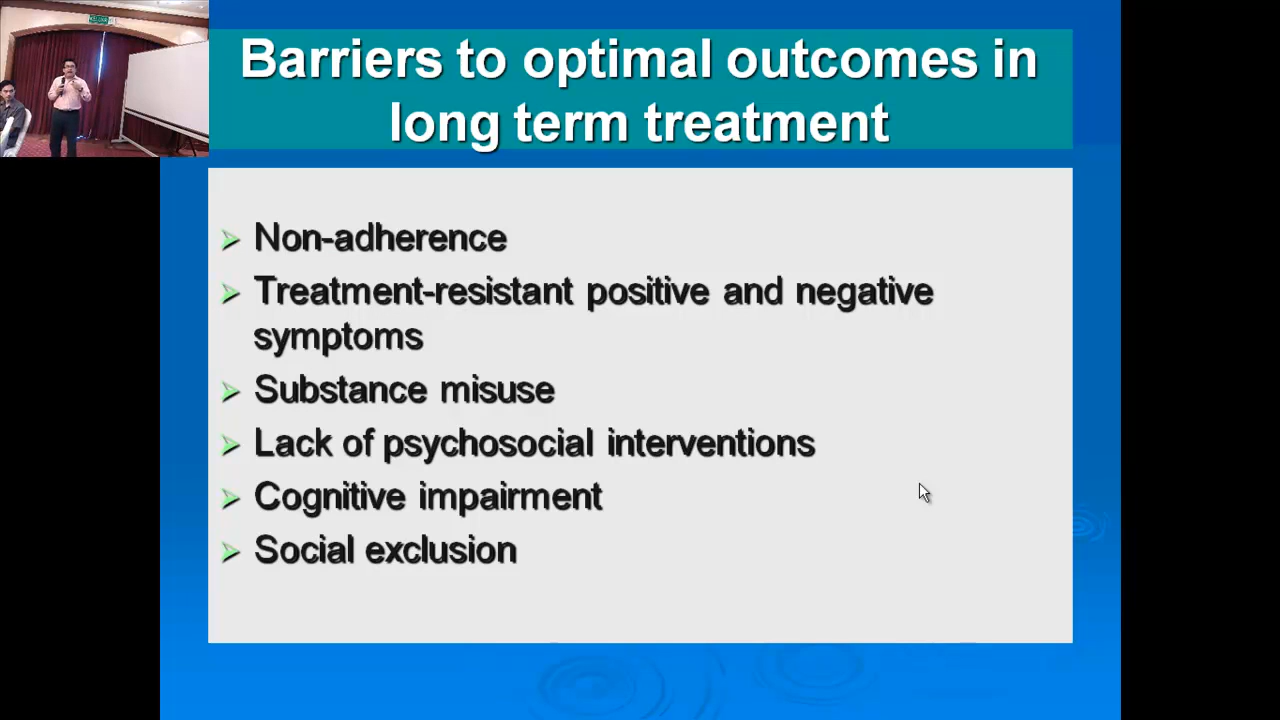 Barriers to optimal outcomes in
long term treatment
Non-adherence
Treatment-resistant positive and negative
symptoms
Substance misuse
Lack of psychosocial interventions
Cognitive impairment
Social exclusion